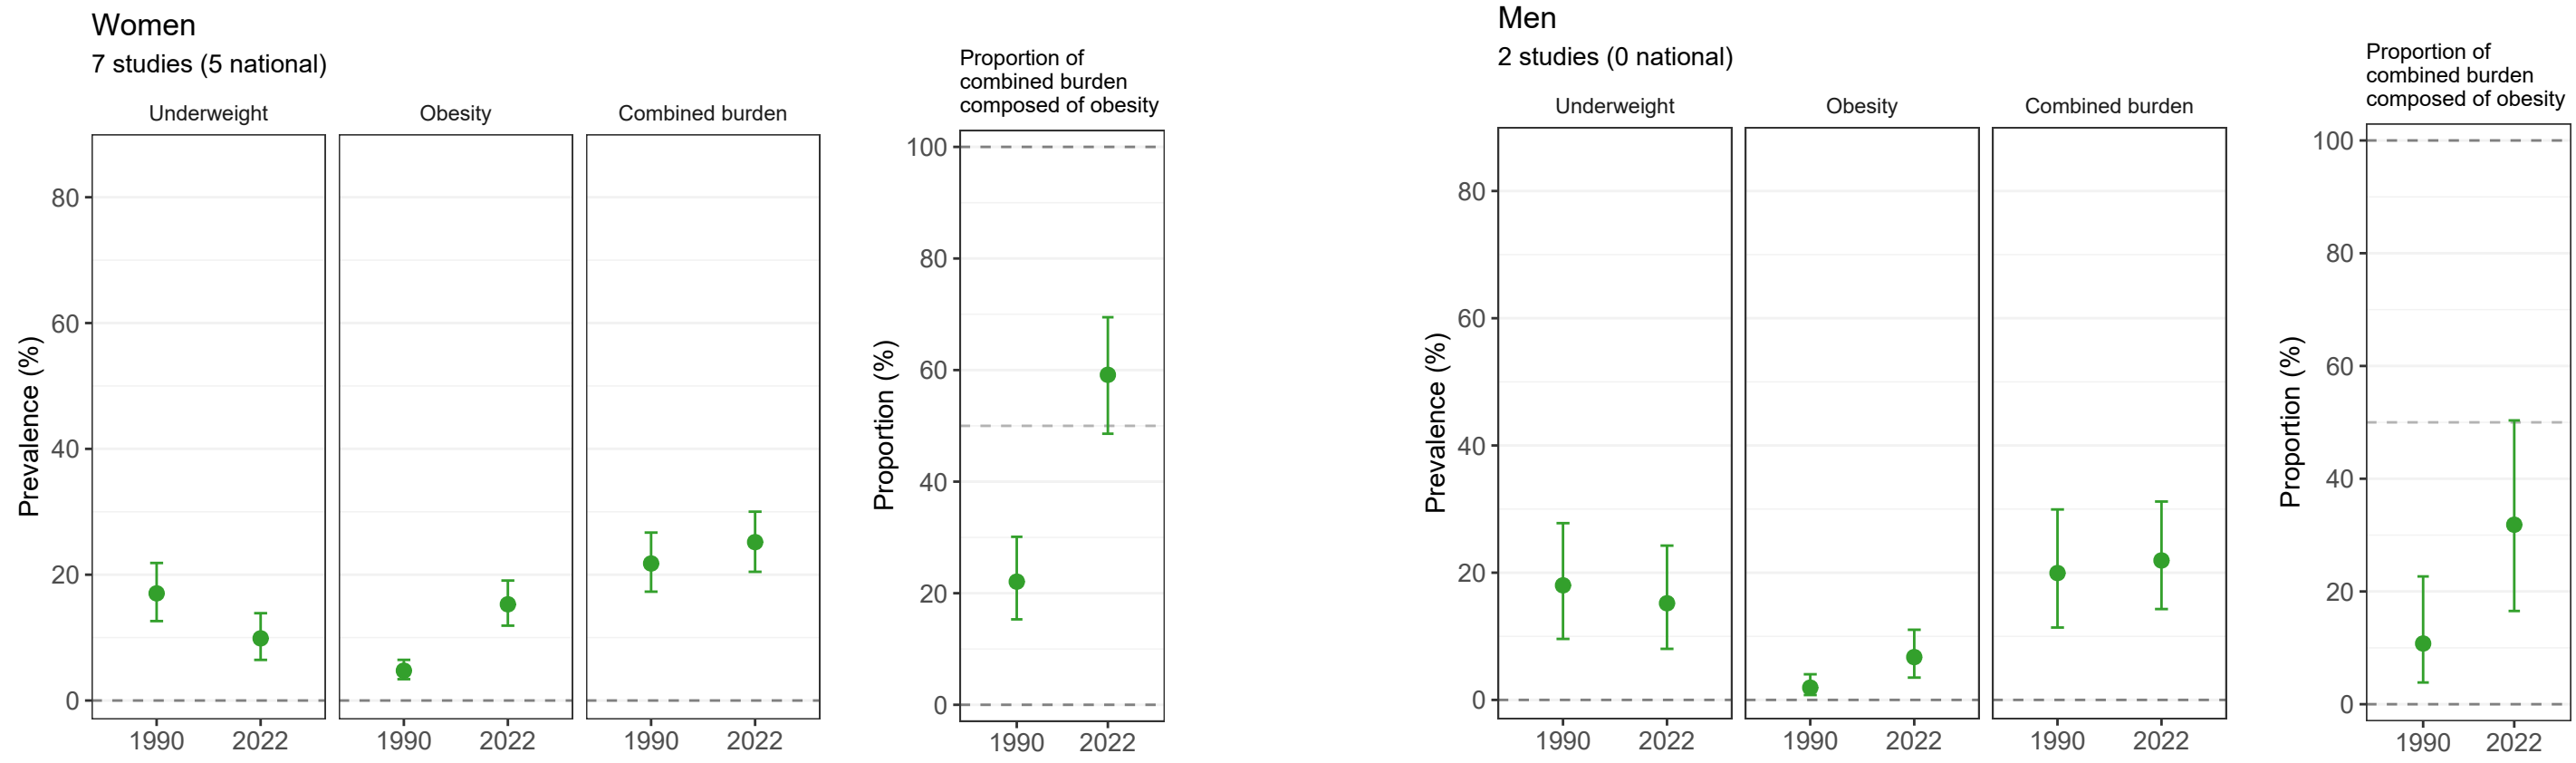 Women
7 studies (5 national)
Underweight
Obesity
Combined burden
Prevalence (%)
80
60
40
20
0
1990 2022
1990 2022
1990 2022
Proportion of
combined burden
composed of obesity
Proportion (%)
100
80
60
40
20
0
1990 2022
Men
2 studies (0 national)
Underweight
Obesity
Combined burden
Prevalence (%)
80
60
40
20
0
1990 2022
1990 2022
1990 2022
Proportion of
combined burden
composed of obesity
Proportion (%)
100
80
60
40
20
0
1990 2022